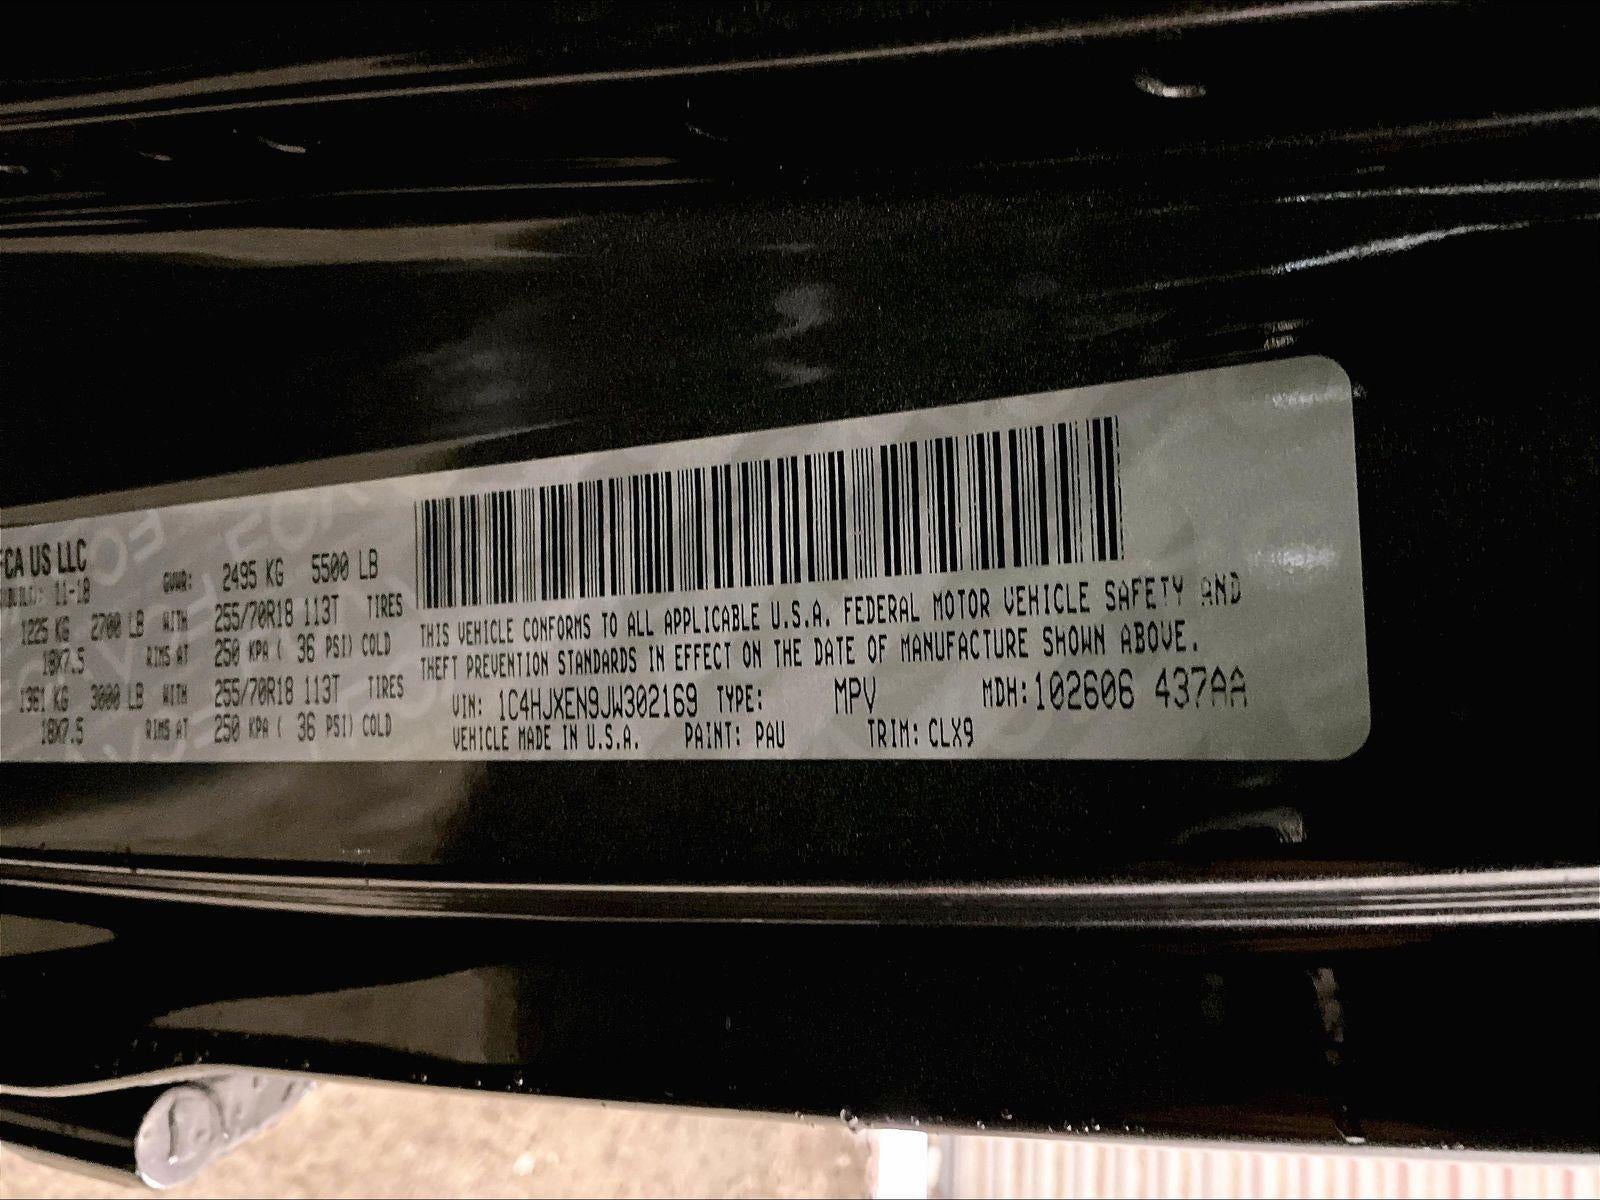 FCA US LLC
11-18 GVWR: 2495 KG 5500 LB
1225 KG 2700 LB WITH 255/70R18 113T TIRES
18X7.5 RIMS AT 250 KPA ( 36 PSI) COLD
1361 KG 3000 LB WITH 255/70R18 113T TIRES
18X7.5 RIMS AT 250 KPA ( 36 PSI) COLD
THIS VEHICLE CONFORMS TO ALL APPLICABLE U.S.A. FEDERAL MOTOR VEHICLE SAFETY AND
THEFT PREVENTION STANDARDS IN EFFECT ON THE DATE OF MANUFACTURE SHOWN ABOVE.
VIN: 1C4HJXEN9JW302169 TYPE: MPV MDH: 102606 437AA
VEHICLE MADE IN U.S.A. PAINT: PAU TRIM: CLX9